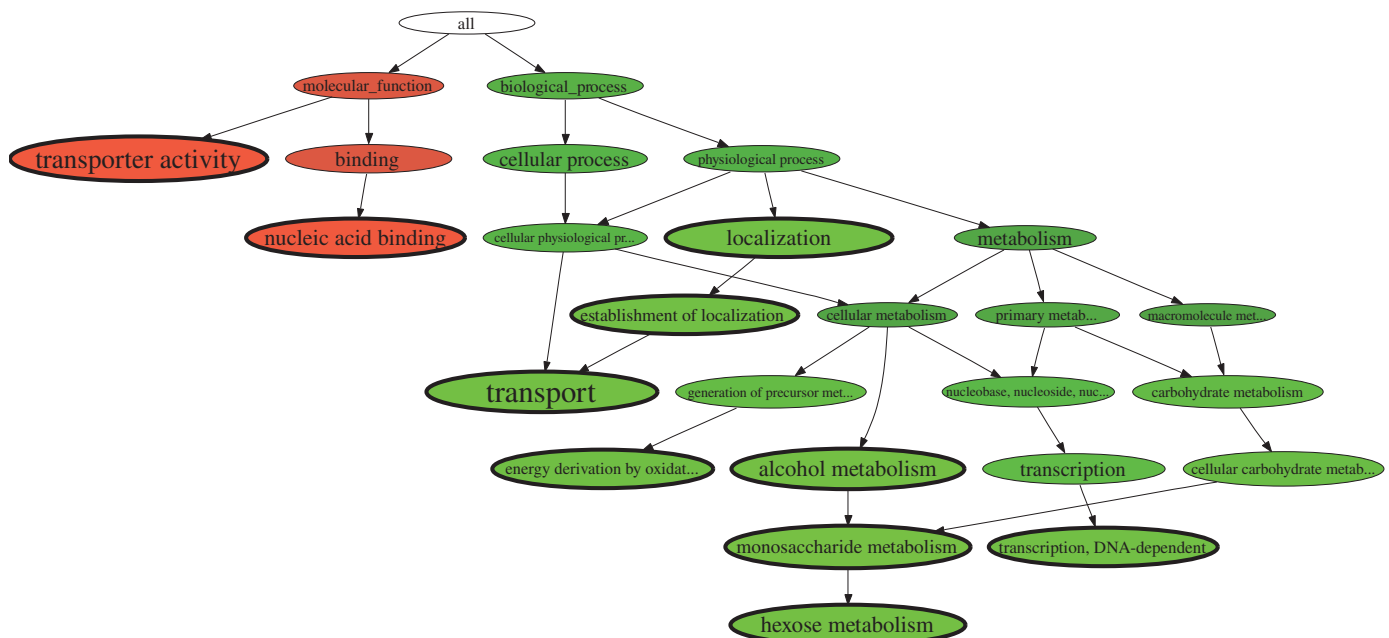 all
molecular_function
biological_process
transporter activity
binding
cellular process
physiological process
nucleic acid binding
cellular physiological pr...
localization
metabolism
establishment of localization
cellular metabolism
primary metab...
macromolecule met...
transport
generation of precursor met...
nucleobase, nucleoside, nuc...
carbohydrate metabolism
energy derivation by oxidat...
alcohol metabolism
transcription
cellular carbohydrate metab...
monosaccharide metabolism
transcription, DNA-dependent
hexose metabolism